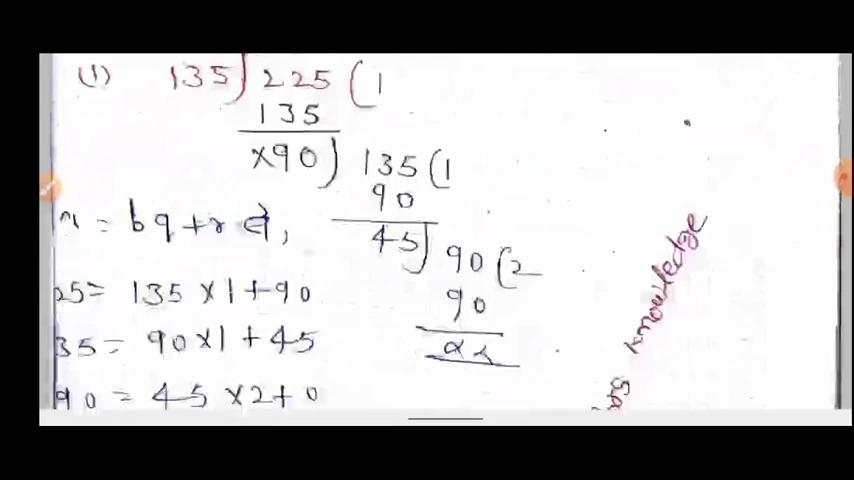 (1) 135) 225 (1
135
×90) 135 (1
90
= bq+r से,
45) 90 (2
25 = 135 ×1+90
90
35 = 90 ×1 + 45
××
90 = 45 ×2+0
knowledge